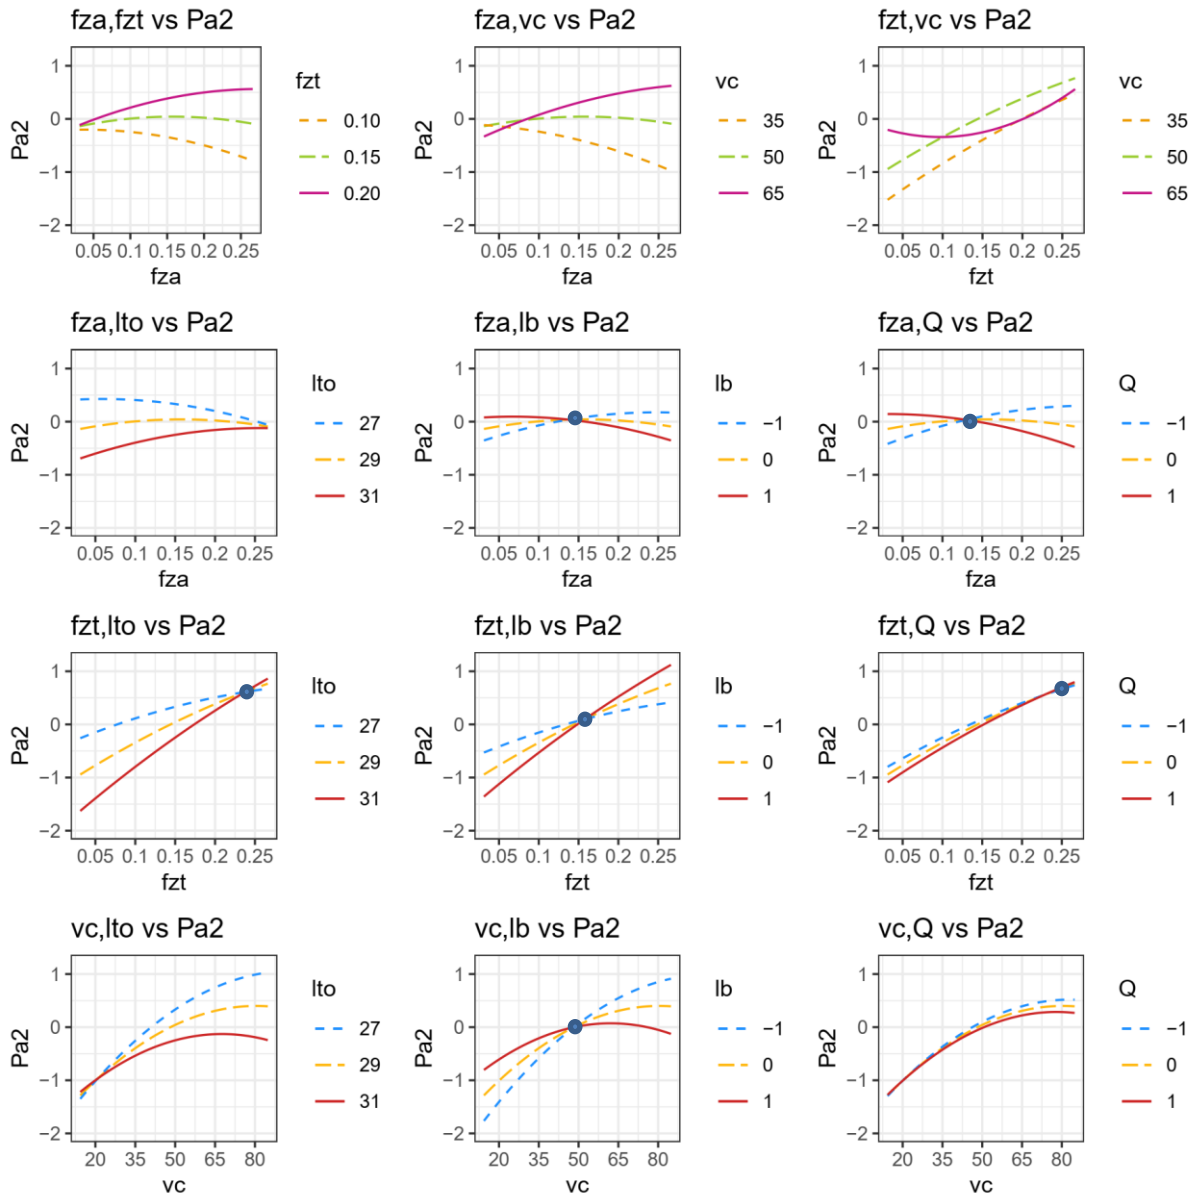 fza,fzt vs Pa2
fza,vc vs Pa2
fzt,vc vs Pa2
1
0
−1
−2
Pa2
0.05 0.1 0.15 0.2 0.25
fza
fzt
0.10
0.15
0.20
1
0
−1
−2
Pa2
0.05 0.1 0.15 0.2 0.25
fza
vc
35
50
65
1
0
−1
−2
Pa2
0.05 0.1 0.15 0.2 0.25
fzt
vc
35
50
65
fza,lto vs Pa2
fza,lb vs Pa2
fza,Q vs Pa2
1
0
−1
−2
Pa2
0.05 0.1 0.15 0.2 0.25
fza
lto
27
29
31
1
0
−1
−2
Pa2
0.05 0.1 0.15 0.2 0.25
fza
lb
−1
0
1
1
0
−1
−2
Pa2
0.05 0.1 0.15 0.2 0.25
fza
Q
−1
0
1
fzt,lto vs Pa2
fzt,lb vs Pa2
fzt,Q vs Pa2
1
0
−1
−2
Pa2
0.05 0.1 0.15 0.2 0.25
fzt
lto
27
29
31
1
0
−1
−2
Pa2
0.05 0.1 0.15 0.2 0.25
fzt
lb
−1
0
1
1
0
−1
−2
Pa2
0.05 0.1 0.15 0.2 0.25
fzt
Q
−1
0
1
vc,lto vs Pa2
vc,lb vs Pa2
vc,Q vs Pa2
1
0
−1
−2
Pa2
20 35 50 65 80
vc
lto
27
29
31
1
0
−1
−2
Pa2
20 35 50 65 80
vc
lb
−1
0
1
1
0
−1
−2
Pa2
20 35 50 65 80
vc
Q
−1
0
1